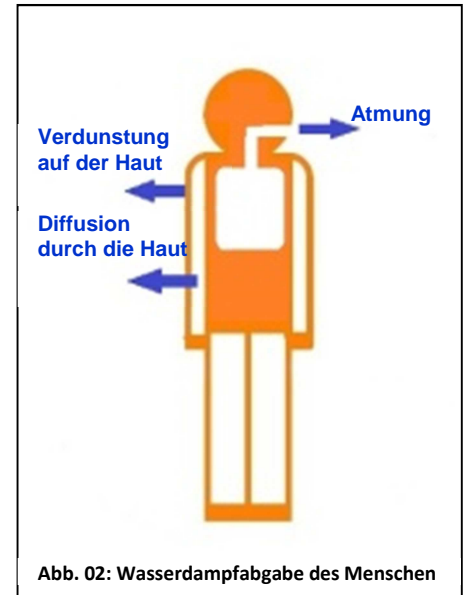 Atmung
Verdunstung
auf der Haut
Diffusion
durch die Haut
Abb. 02: Wasserdampfabgabe des Menschen